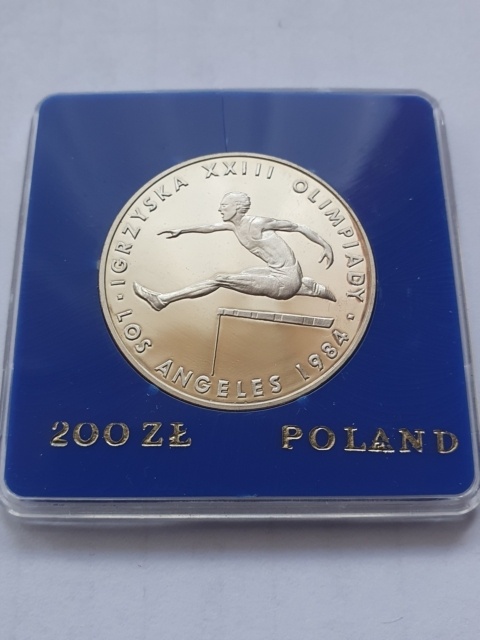 IGRZYSKA XXIII OLIMPIADY
LOS ANGELES 1984
200 ZŁ POLAND